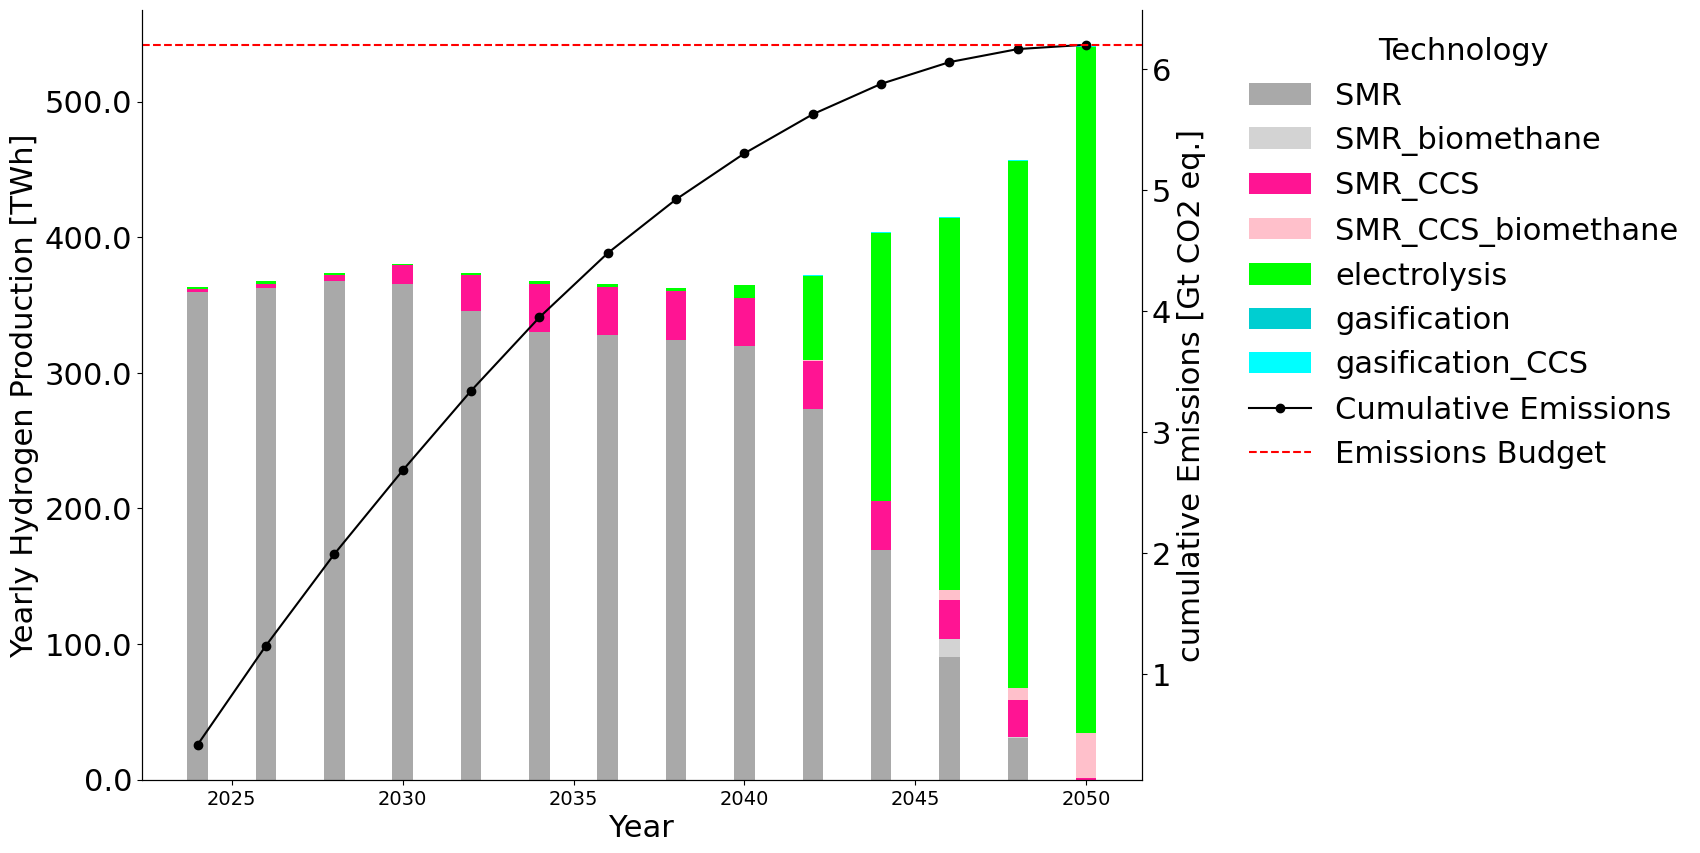 Yearly Hydrogen Production [TWh]
500.0
400.0
300.0
200.0
100.0
0.0
2025
2030
2035
2040
2045
2050
Year
6
5
4
3
2
1
cumulative Emissions [Gt CO2 eq.]
Technology
SMR
SMR_biomethane
SMR_CCS
SMR_CCS_biomethane
electrolysis
gasification
gasification_CCS
Cumulative Emissions
Emissions Budget